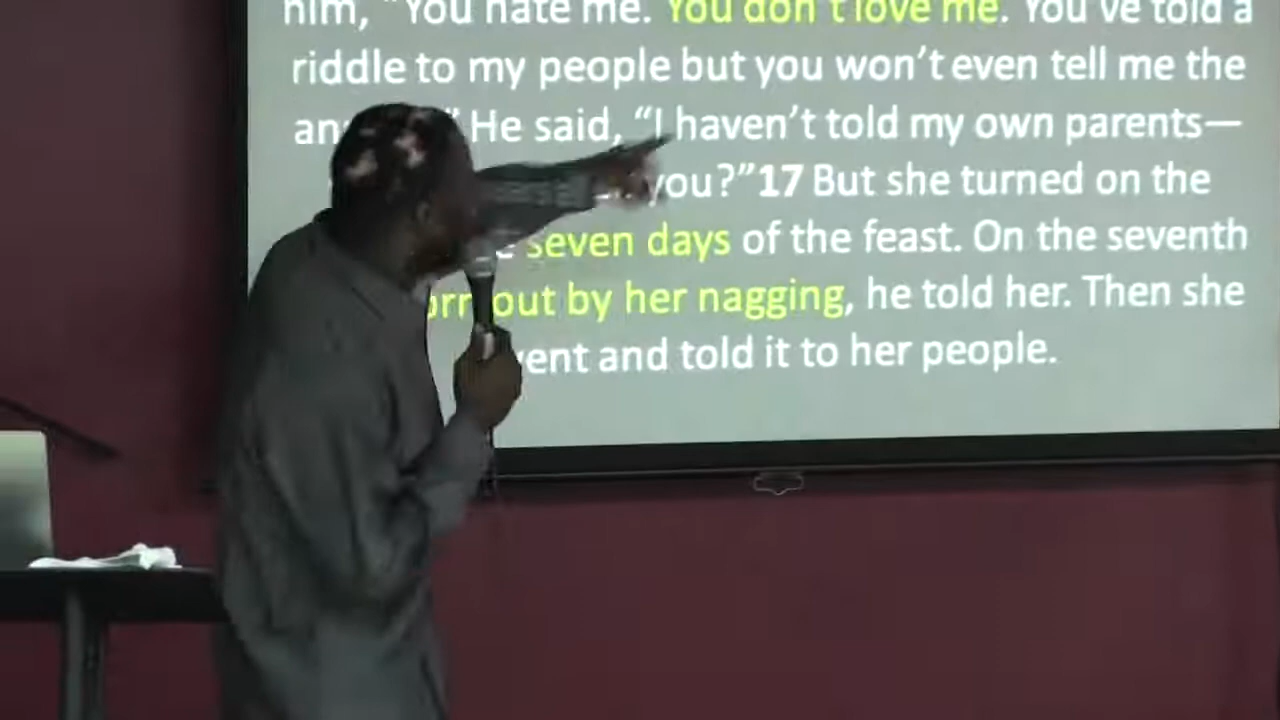 him, “You hate me. You don’t love me. You’ve told a
riddle to my people but you won’t even tell me the
He said, “I haven’t told my own parents—
you?”17 But she turned on the
seven days of the feast. On the seventh
out by her nagging, he told her. Then she
and told it to her people.